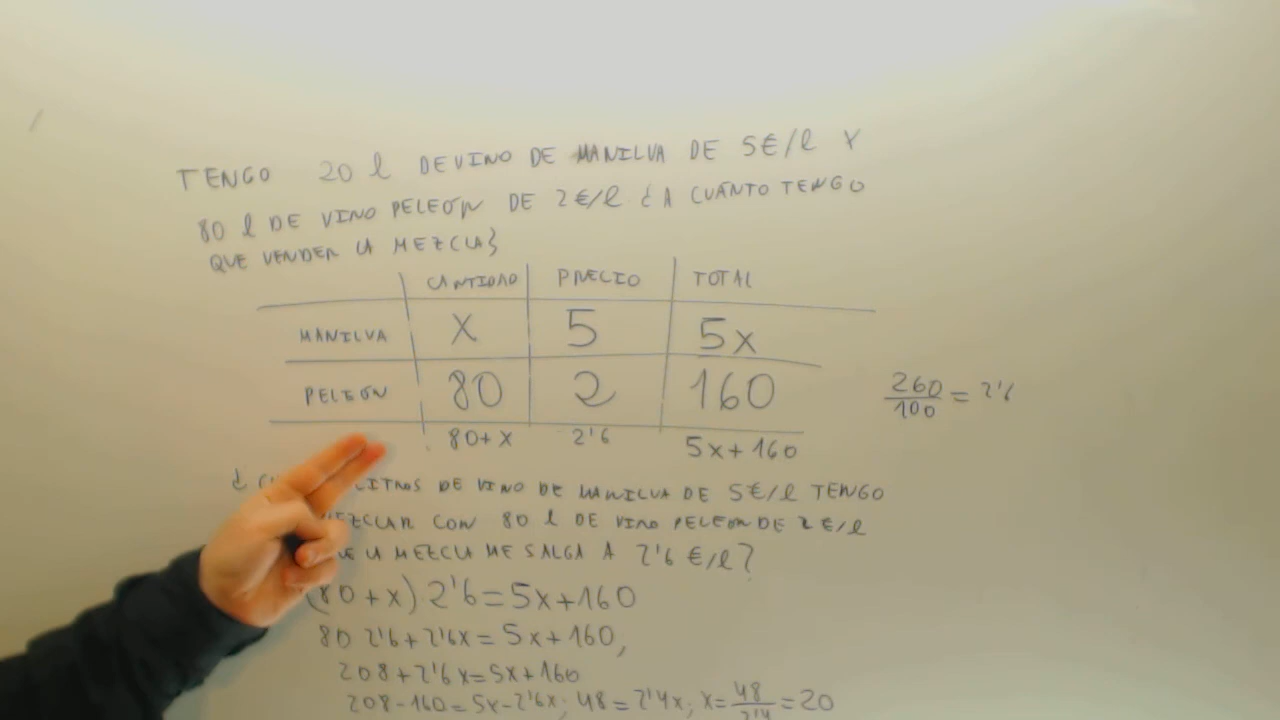 TENGO 20 l DE VINO DE MANILVA DE 5€/l Y
80 l DE VINO PELEÓN DE 2€/l ¿A CUÁNTO TENGO
QUE VENDER LA MEZCLA?
CANTIDAD PRECIO TOTAL
MANILVA X 5 5x
PELEÓN 80 2 160
80+X 2'6 5x+160
260/100 = 2'6
LITROS DE VINO DE MANILVA DE 5€/l TENGO
MEZCLAR CON 80 l DE VINO PELEÓN DE 2€/l
LA MEZCLA ME SALGA A 2'6 €/l?
(80+x) 2'6=5x+160
80 2'6+2'6x=5x+160,
208+2'6x=5x+160
208-160=5x-2'6x; 48=2'4x; x=48/2'4=20